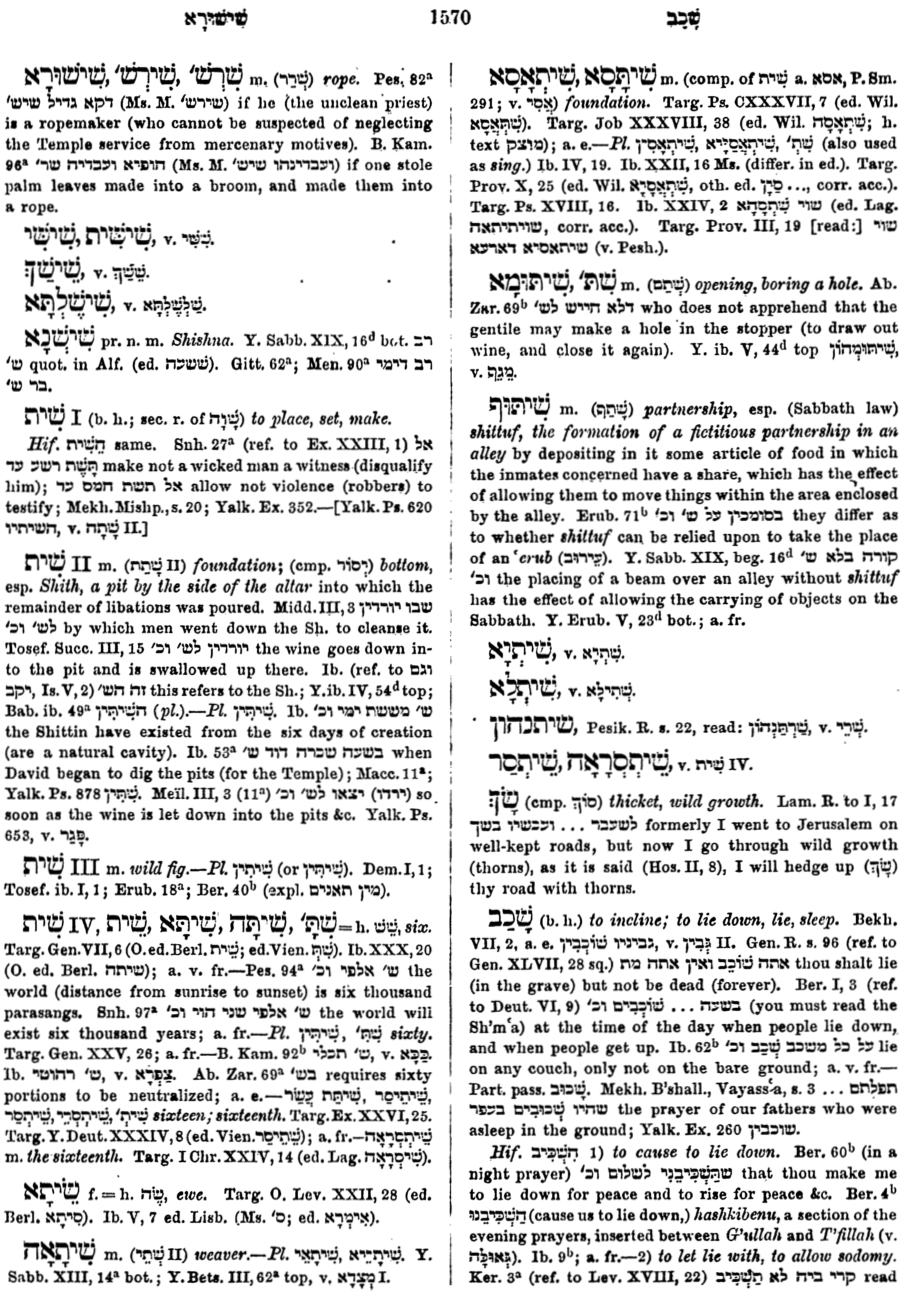 שִׁישׁוּרָא 1570 שָׁכַב
שִׁישׁוּרָא, שִׁירְשׁ׳, שַׁרְשׁ׳ m. (שָׁרַר) rope. Pes. 82ª
דקא גדיל שיש׳ (Ms. M. שירש׳) if he (the unclean priest)
is a ropemaker (who cannot be suspected of neglecting
the Temple service from mercenary motives). B. Kam.
96ª הופיא ועבדיה שר׳ (Ms. M. ועבדינהו שיש׳) if one stole
palm leaves made into a broom, and made them into
a rope.
שִׁישִׁית, שִׁישִׁי, v.
שִׁישַׁךְ, v. שֵׁשַׁךְ.
שִׁישֶׁלְתָּא, v. שַׁלְשֶׁלְתָּא.
שִׁישְׁנָא pr. n. m. Shishna. Y. Sabb. XIX, 16ᵈ bot. רב
ש׳ quot. in Alf. (ed. ששנה). Gitt. 62ª; Men. 90ª רב דימי
בר ש׳.
שִׁית I (b. h.; sec. r. of שָׁוָה) to place, set, make.
Hif. הֵשִׁית same. Snh. 27ª (ref. to Ex. XXIII, 1) אל
תָּשֶׁת רשע עד make not a wicked man a witness (disqualify
him); אל תשת חמס עד allow not violence (robbers) to
testify; Mekh. Mishp., s. 20; Yalk. Ex. 352.—[Yalk. Ps. 620
השיתיו, v. שָׁתָה II.]
שִׁית II m. (שָׁתַת II) foundation; (cmp. יְסוֹד) bottom,
esp. Shith, a pit by the side of the altar into which the
remainder of libations was poured. Midd. III, 3 שבו יורדין
לש׳ וכ׳ by which men went down the Sh. to cleanse it.
Tosef. Succ. III, 15 יורדין לש׳ וכ׳ the wine goes down in-
to the pit and is swallowed up there. Ib. (ref. to וגם
יקב, Is. V, 2) זה הש׳ this refers to the Sh.; Y. ib. IV, 54ᵈ top;
Bab. ib. 49ª הַשִּׁיתִין (pl.).—Pl. שִׁיתִין. Ib. ש׳ מששת ימי וכ׳
the Shittin have existed from the six days of creation
(are a natural cavity). Ib. 53ª בשעה שכרה דוד ש׳ when
David began to dig the pits (for the Temple); Macc. 11ª;
Yalk. Ps. 878 שִׁתִּין. Meïl. III, 3 (11ª) (ירדו) יצאו לש׳ וכ׳ so
soon as the wine is let down into the pits &c. Yalk. Ps.
653, v. פָּגַר.
שִׁית III m. wild fig.—Pl. שִׁיתִין (or שִׁיתִּין). Dem. I, 1;
Tosef. ib. I, 1; Erub. 18ª; Ber. 40ᵇ (expl. מין תאנים).
שִׁית IV, שֵׁית, שִׁיתָּא, שִׁיתָּה, שִׁתָּ׳=h. שֵׁשׁ, six.
Targ. Gen. VII, 6 (O. ed. Berl. שֵׁית; ed. Vien. שִׁתּ׳). Ib. XXX, 20
(O. ed. Berl. שיתה); a. v. fr.—Pes. 94ª ש׳ אלפי וכ׳ the
world (distance from sunrise to sunset) is six thousand
parasangs. Snh. 97ª ש׳ אלפי שני הוי וכ׳ the world will
exist six thousand years; a. fr.—Pl. שִׁיתִּין, שִׁתּ׳ sixty.
Targ. Gen. XXV, 26; a. fr.—B. Kam. 92ᵇ ש׳ תכלי, v.
Ib. ש׳ רהוטי, v. צַפְרָא. Ab. Zar. 69ª בש׳ requires sixty
portions to be neutralized; a. e.—שִׁיתֵיסַר, שִׁיתַּת עֲשַׂר,
שִׁית׳, שִׁיתְּסְרֵי, שִׁיתְּסַר sixteen; sixteenth. Targ. Ex. XXVI, 25.
Targ. Y. Deut. XXXIV, 8 (ed. Vien. שְׁתֵיסַר); a. fr.—שִׁיתְּסְרָאָה
m. the sixteenth. Targ. I Chr. XXIV, 14 (ed. Lag. שִׁיסְרָאָה).
שֵׂיתָא f.=h. שֶׂה, ewe. Targ. O. Lev. XXII, 28 (ed.
Berl. סֵיתָא). Ib. V, 7 ed. Lisb. (Ms. ס׳; ed. אִימְּרָא).
שִׁיתָאָה m. (שְׁתֵי II) weaver.—Pl. שִׁיתָאֵי, שִׁיתָיֵּא. Y.
Sabb. XIII, 14ª bot.; Y. Bets. III, 62ª top, v. מְצָדָא I.
שִׁיתָּסָא, שִׁיתְאָסָא m. (comp. of שית a. אסא, P. Sm.
291; v. אֲסֵי) foundation. Targ. Ps. CXXXVII, 7 (ed. Wil.
שִׁתְאֲסָא). Targ. Job XXXVIII, 38 (ed. Wil. שִׁתְאָסָה; h.
text מוצק); a. e.—Pl. שִׁיתְאָסִין, שִׁיתְאָסַיָּיא, שִׁתְ׳ (also used
as sing.) Ib. IV, 19. Ib. XXII, 16 Ms. (differ. in ed.). Targ.
Prov. X, 25 (ed. Wil. שִׁתְאֲסָיָא, oth. ed. סַיָן ..., corr. acc.).
Targ. Ps. XVIII, 16. Ib. XXIV, 2 שוי שִׁתְסָהָא (ed. Lag.
שויתיתאה, corr. acc.). Targ. Prov. III, 19 [read:] שוי
שיתאסיא דארעא (v. Pesh.).
שִׁיתוּמָא, שִׁתּ׳ m. (שָׁתַם) opening, boring a hole. Ab.
Zar. 69ᵇ דלא חייש לש׳ who does not apprehend that the
gentile may make a hole in the stopper (to draw out
wine, and close it again). Y. ib. V, 44ᵈ top שִׁיתוּמְהוֹן,
v. מְגֵף.
שִׁיתּוּף m. (שָׁתַף) partnership, esp. (Sabbath law)
shittuf, the formation of a fictitious partnership in an
alley by depositing in it some article of food in which
the inmates concerned have a share, which has the effect
of allowing them to move things within the area enclosed
by the alley. Erub. 71ᵇ בסומכין על ש׳ וכ׳ they differ as
to whether shittuf can be relied upon to take the place
of an ʿerub (עֵירוּב). Y. Sabb. XIX, beg. 16ᵈ קורה בלא ש׳
וכ׳ the placing of a beam over an alley without shittuf
has the effect of allowing the carrying of objects on the
Sabbath. Y. Erub. V, 23ᵈ bot.; a. fr.
שִׁיתְיָא, v. שִׁתְיָא.
שִׁיתְלָא, v. שְׁתִילָא.
שיתנהון, Pesik. R. s. 22, read: שְׁרַתַּנְהוֹן, v. שְׁרֵי.
שֵׁיתְסְרָאָה, שֵׁיתְסַר, v. שית IV.
שׂךְ (cmp. סוֹךְ) thicket, wild growth. Lam. R. to I, 17
לשעבר ... ועכשיו בשך formerly I went to Jerusalem on
well-kept roads, but now I go through wild growth
(thorns), as it is said (Hos. II, 8), I will hedge up (שָׂךְ)
thy road with thorns.
שָׁכַב (b. h.) to incline; to lie down, lie, sleep. Bekh.
VII, 2, a. e. גביניו שׁוֹכְבִין, v. גָּבִין II. Gen. R. s. 96 (ref. to
Gen. XLVII, 28 sq.) אתה שׁוֹכֵב ואין אתה מת thou shalt lie
(in the grave) but not be dead (forever). Ber. I, 3 (ref.
to Deut. VI, 9) בשעה ... שׁוֹכְבִים וכ׳ (you must read the
Sh'mʿa) at the time of the day when people lie down,
and when people get up. Ib. 62ᵇ על כל משכב שְׁכַב וכ׳ lie
on any couch, only not on the bare ground; a. v. fr.—
Part. pass. שָׁכוּב. Mekh. B'shall., Vayassʿa, s. 3 תפלתם ...
שהיו שְׁכוּבִים בעפר the prayer of our fathers who were
asleep in the ground; Yalk. Ex. 260 שוכבין.
Hif. הִשְׁכִּיב 1) to cause to lie down. Ber. 60ᵇ (in a
night prayer) שֶׁתַּשְׁכִּיבֵנִי לשלום וכ׳ that thou make me
to lie down for peace and to rise for peace &c. Ber. 4ᵇ
הַשְׁכִּיבֵנוּ (cause us to lie down,) hashkibenu, a section of the
evening prayers, inserted between G'ullah and T'fillah (v.
גְּאוּלָּה). Ib. 9ᵇ; a. fr.—2) to let lie with, to allow sodomy.
Ker. 3ª (ref. to Lev. XVIII, 22) קרי ביה לא תַשְׁכִּיב read